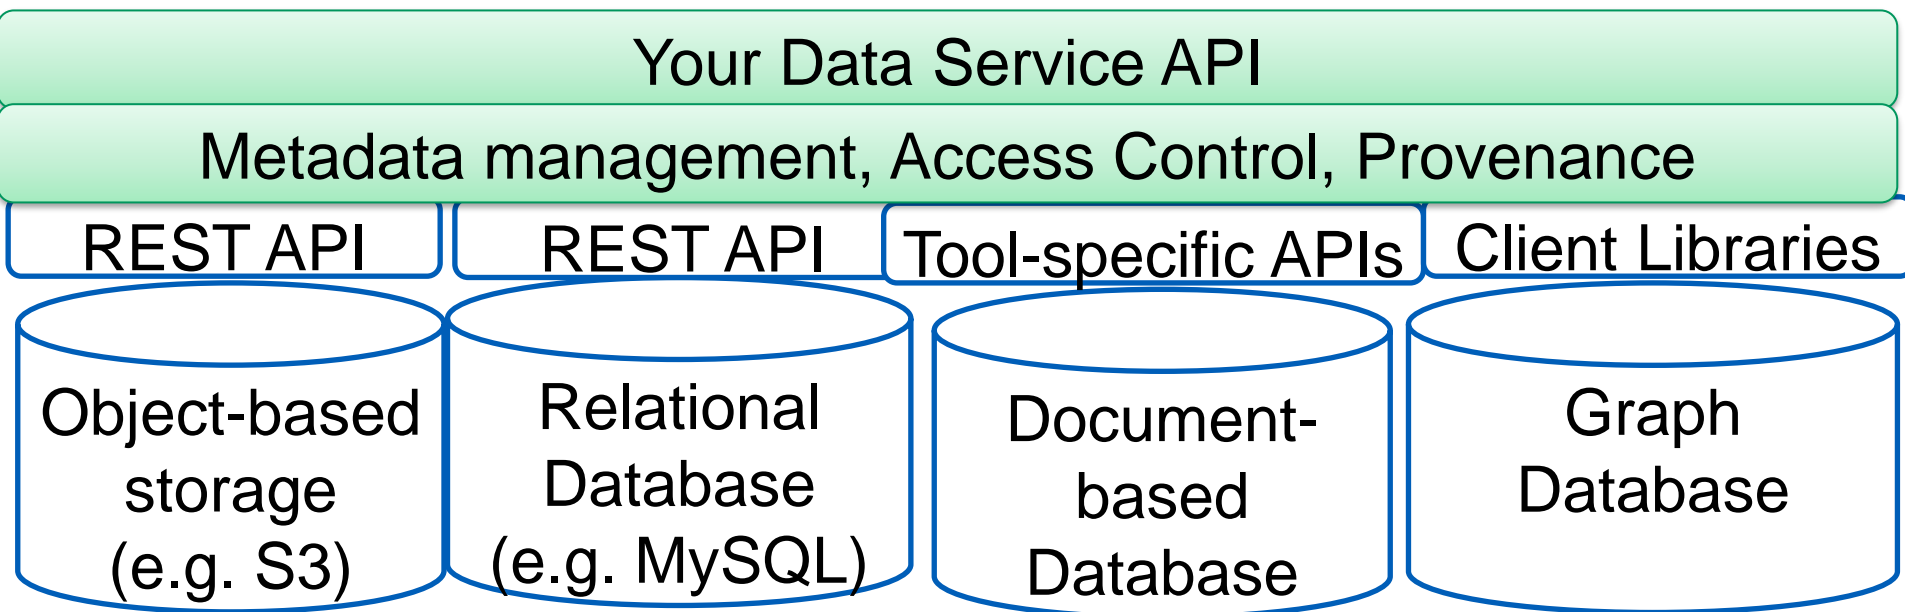 Your Data Service API
Metadata management, Access Control, Provenance
REST API
REST API
Tool-specific APIs
Client Libraries
Object-based
storage
(e.g. S3)
Relational
Database
(e.g. MySQL)
Document-
based
Database
Graph
Database